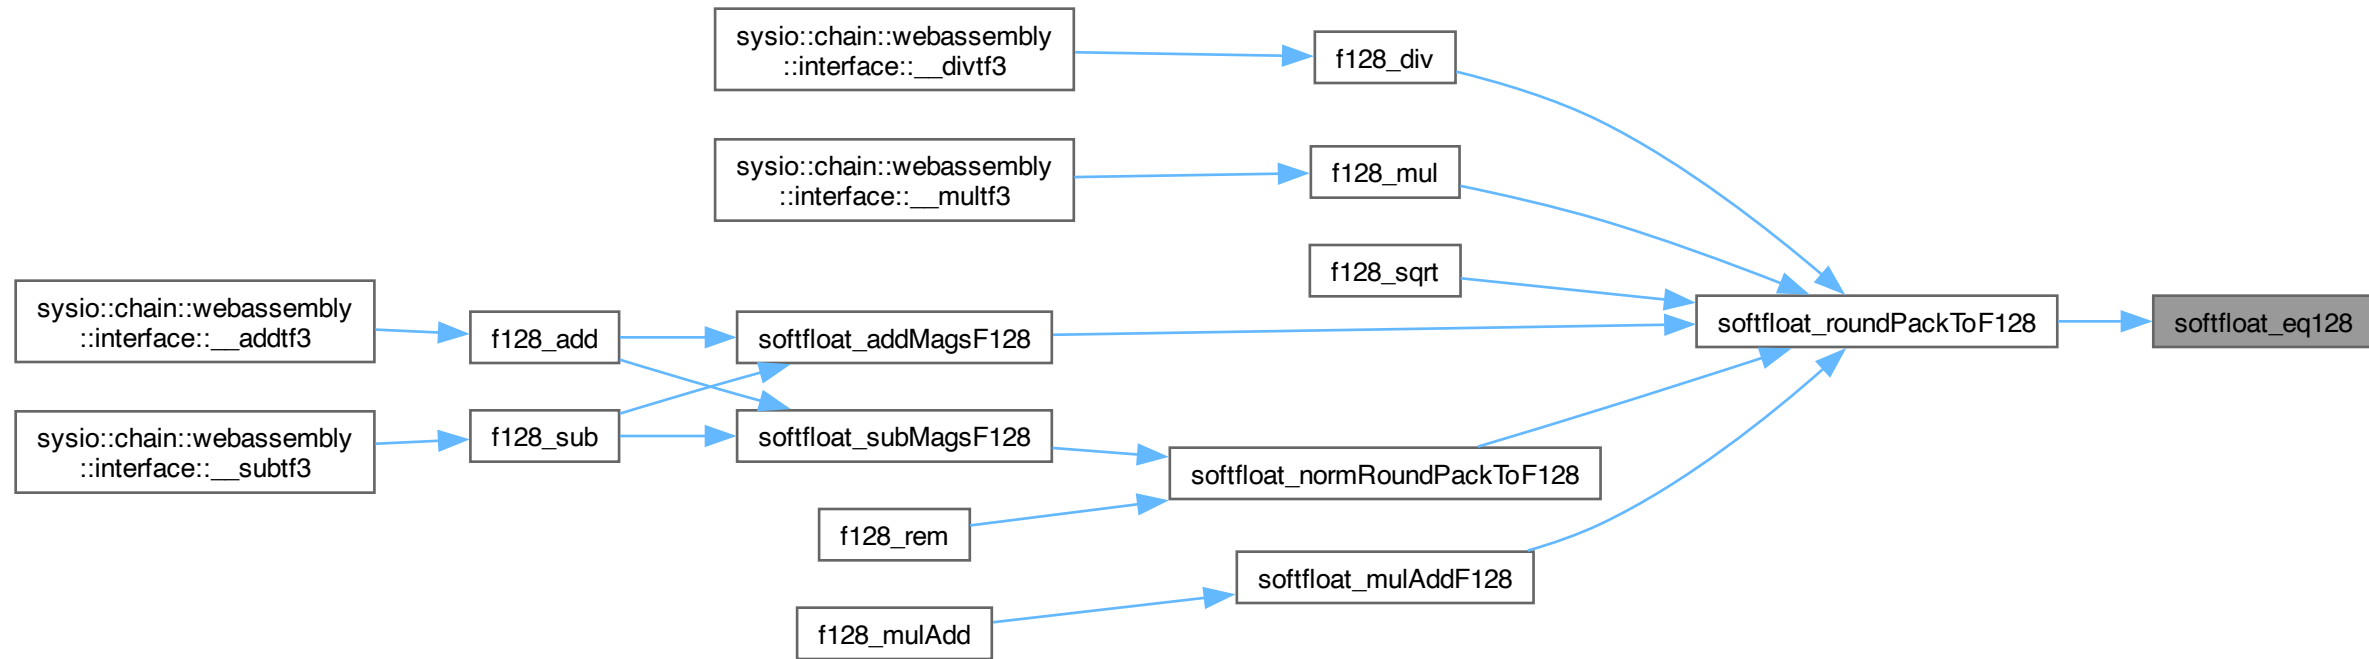 sysio::chain::webassembly
::interface::__divtf3
f128_div
sysio::chain::webassembly
::interface::__multf3
f128_mul
f128_sqrt
sysio::chain::webassembly
::interface::__addtf3
f128_add
softfloat_addMagsF128
softfloat_roundPackToF128
softfloat_eq128
sysio::chain::webassembly
::interface::__subtf3
f128_sub
softfloat_subMagsF128
softfloat_normRoundPackToF128
f128_rem
softfloat_mulAddF128
f128_mulAdd